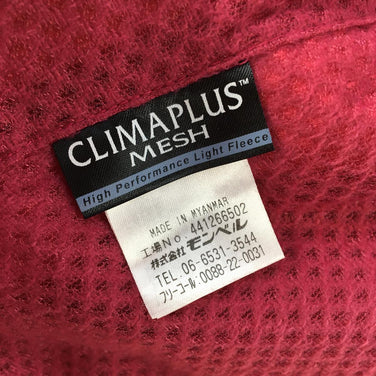 CLIMAPLUS™
MESH
High Performance Light Fleece
MADE IN MYANMAR
工場No. 441266502
株式会社モンベル
TEL 06-6531-3544
フリーコール:0088-22-0031